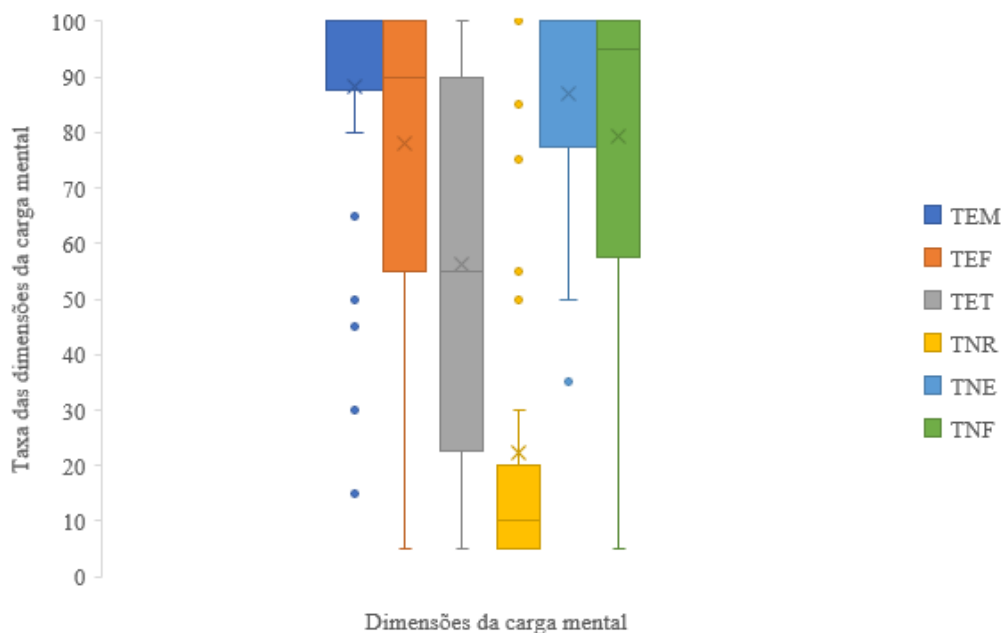 Taxa das dimensões da carga mental
100
90
80
70
60
50
40
30
20
10
0
Dimensões da carga mental
TEM
TEF
TET
TNR
TNE
TNF